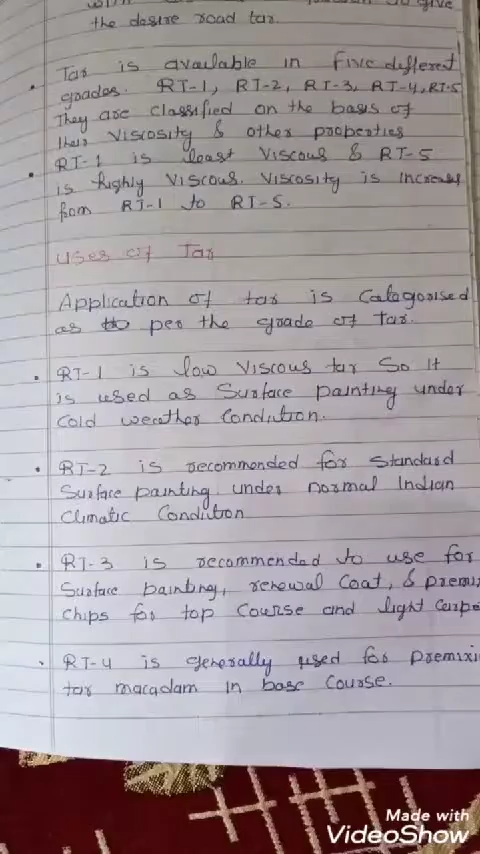 the desire road tar.
Tar is available in Five different
grades. RT-1, RT-2, RT-3, RT-4, RT-5
They are classified on the basis of
their Viscosity & other properties
RT-1 is least Viscous & RT-5
is highly Viscous. Viscosity is Increases
from RT-1 to RT-5.
Uses of Tar
Application of tar is Categorised
as per the grade of Tar.
RT-1 is low Viscous tar So it
is used as Surface painting under
Cold weather Condition.
RT-2 is recommended for Standard
Surface painting under normal Indian
Climatic Condition
RT-3 is recommended to use for
Surface painting, renewal Coat, &
Chips for top Course and light
RT-4 is generally used for
tar macadam in base Course.
Made with
VideoShow